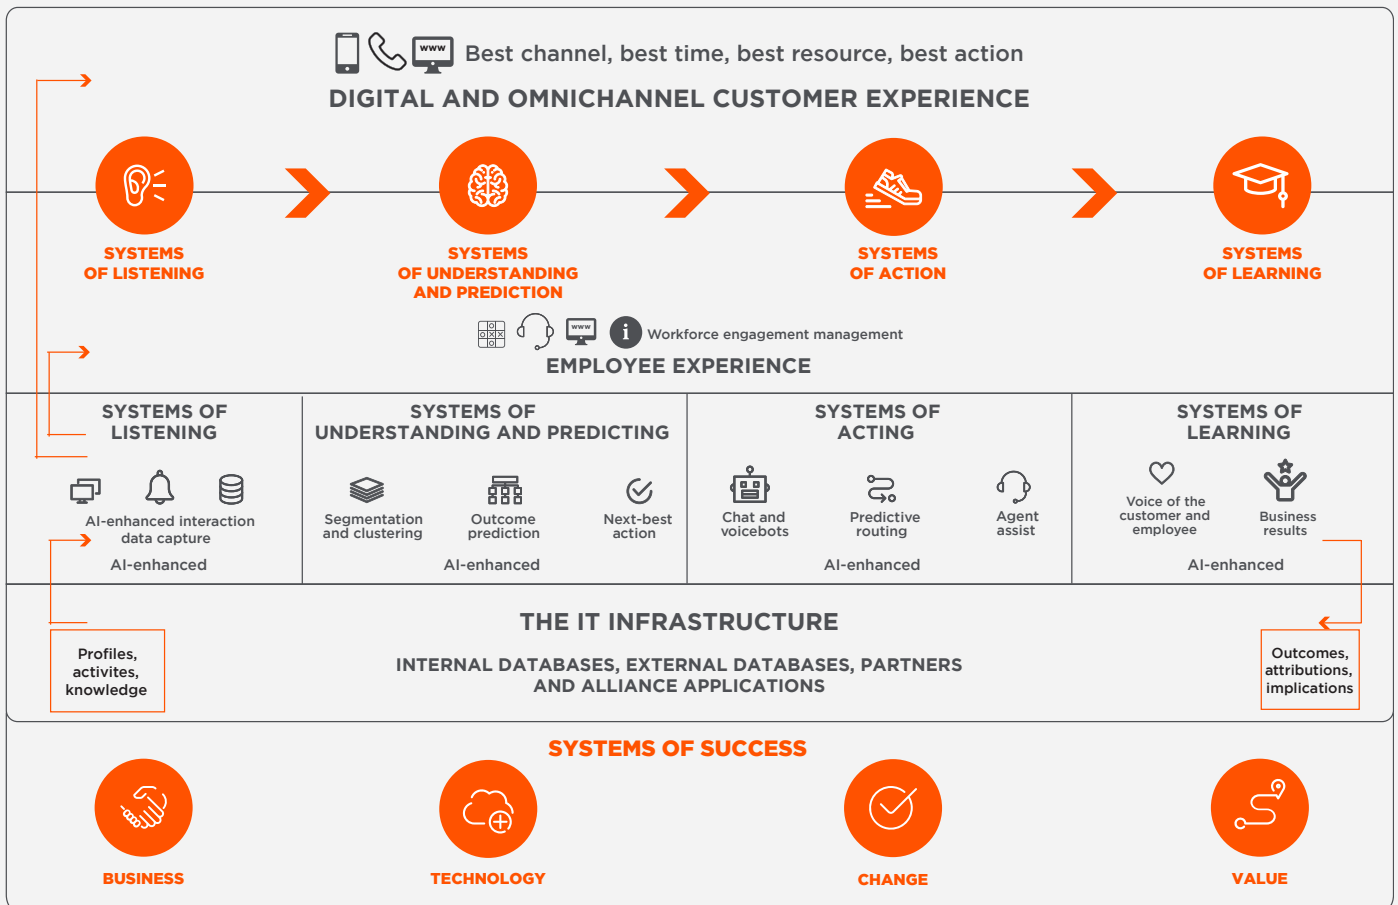 www
Best channel, best time, best resource, best action
DIGITAL AND OMNICHANNEL CUSTOMER EXPERIENCE
SYSTEMS
OF LISTENING
SYSTEMS
OF UNDERSTANDING
AND PREDICTION
SYSTEMS
OF ACTION
SYSTEMS
OF LEARNING
www
i
Workforce engagement management
EMPLOYEE EXPERIENCE
SYSTEMS OF
LISTENING
AI-enhanced interaction
data capture
AI-enhanced
SYSTEMS OF
UNDERSTANDING AND PREDICTING
Segmentation
and clustering
Outcome
prediction
Next-best
action
AI-enhanced
SYSTEMS OF
ACTING
Chat and
voicebots
Predictive
routing
Agent
assist
AI-enhanced
SYSTEMS OF
LEARNING
Voice of the
customer and
employee
Business
results
AI-enhanced
THE IT INFRASTRUCTURE
INTERNAL DATABASES, EXTERNAL DATABASES, PARTNERS
AND ALLIANCE APPLICATIONS
Profiles,
activites,
knowledge
Outcomes,
attributions,
implications
SYSTEMS OF SUCCESS
BUSINESS
TECHNOLOGY
CHANGE
VALUE